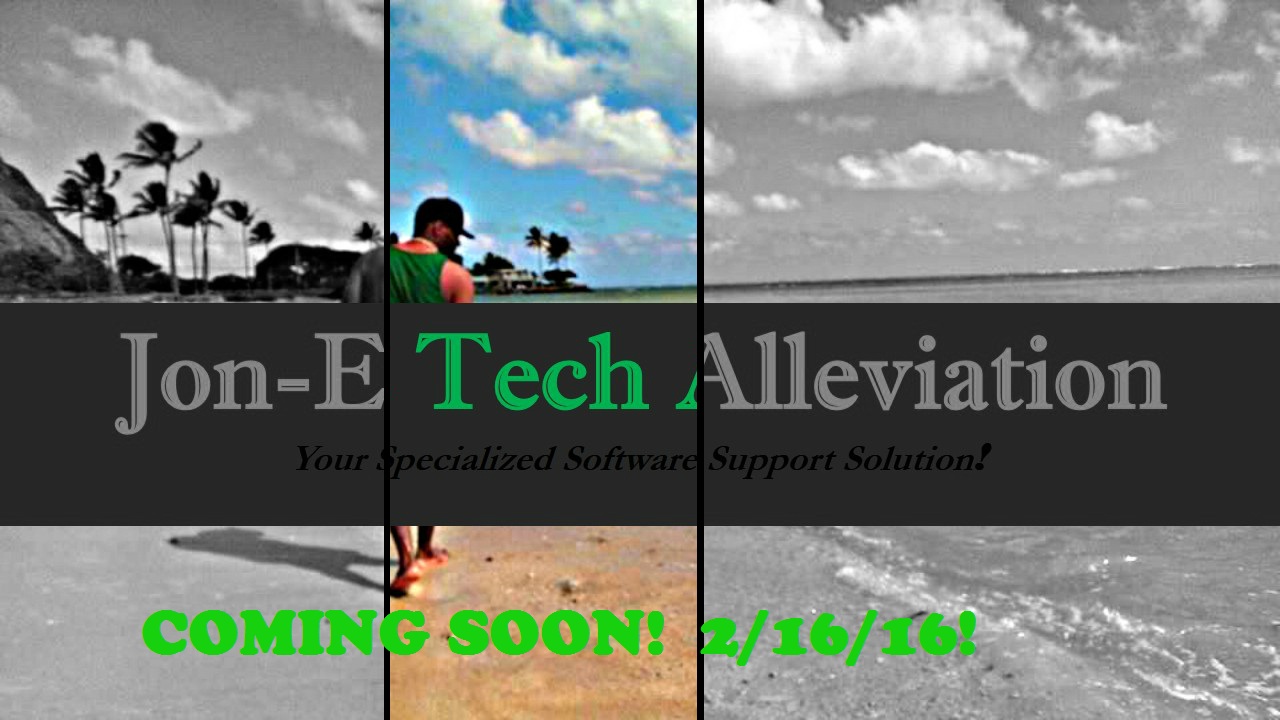 Jon-E Tech Alleviation
Your Specialized Software Support Solution!
COMING SOON! 2/16/16!